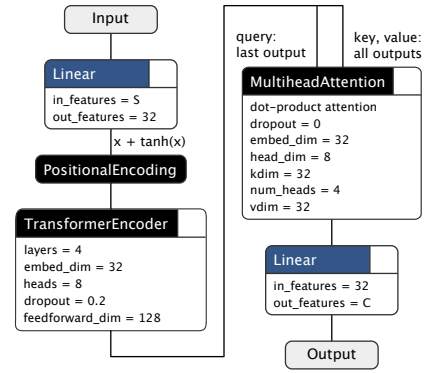 Input
Linear
in_features = S
out_features = 32
x + tanh(x)
PositionalEncoding
TransformerEncoder
layers = 4
embed_dim = 32
heads = 8
dropout = 0.2
feedforward_dim = 128
query:
last output
key, value:
all outputs
MultiheadAttention
dot-product attention
dropout = 0
embed_dim = 32
head_dim = 8
kdim = 32
num_heads = 4
vdim = 32
Linear
in_features = 32
out_features = C
Output